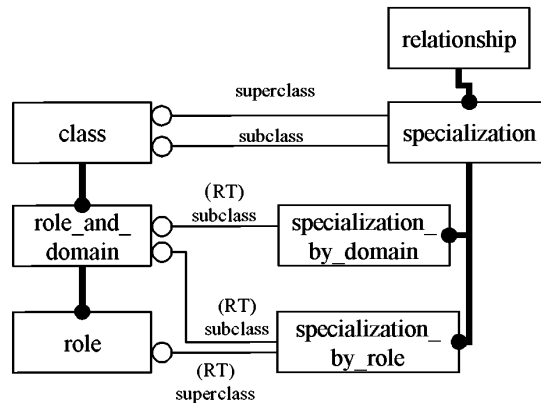 relationship
superclass
class
specialization
subclass
(RT)
subclass
role_and_
domain
specialization_
by_domain
(RT)
subclass
specialization_
by_role
role
(RT)
superclass